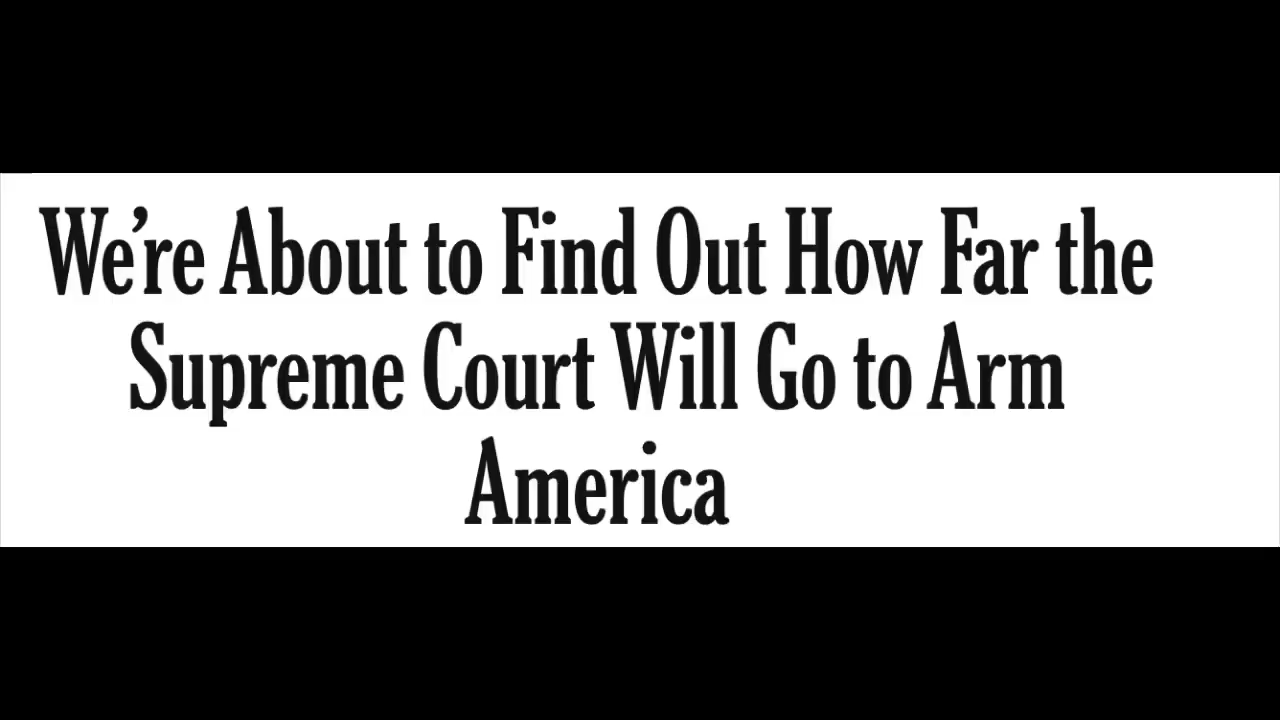 We’re About to Find Out How Far the
Supreme Court Will Go to Arm
America